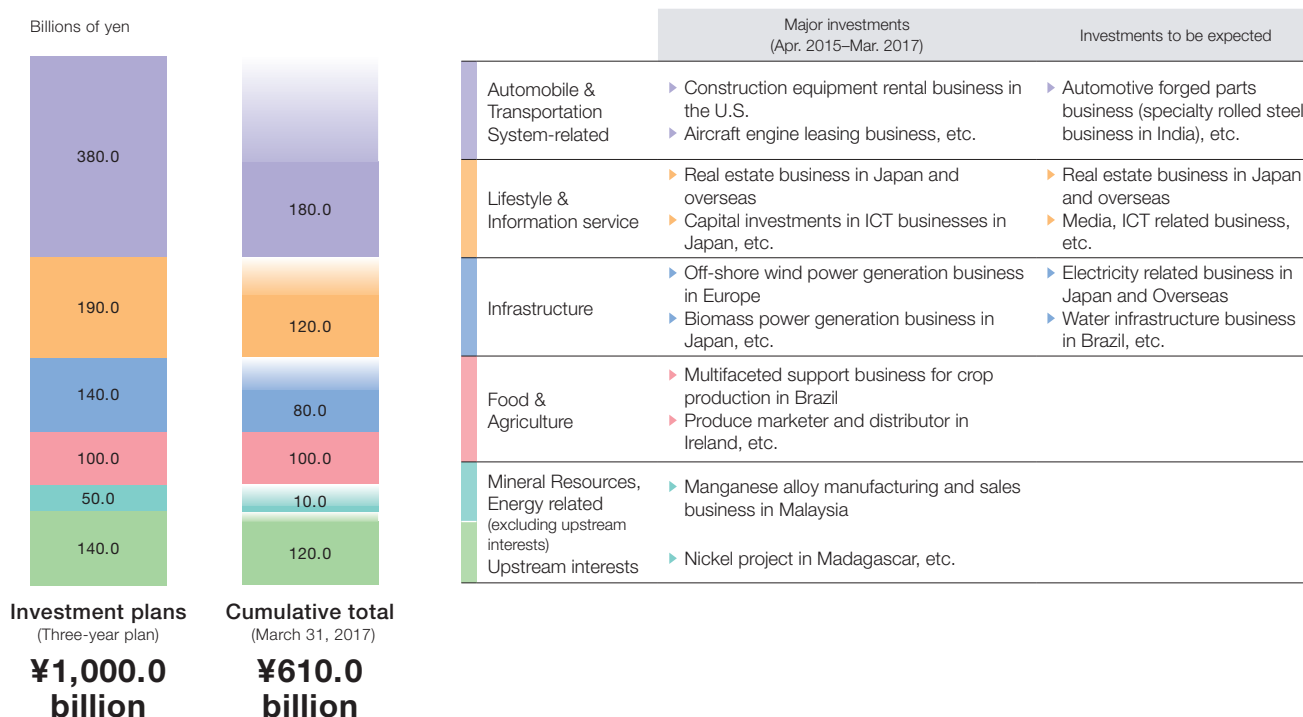 Billions of yen
380.0
190.0
140.0
100.0
50.0
140.0
Investment plans
(Three-year plan)
¥1,000.0
billion
180.0
120.0
80.0
100.0
10.0
120.0
Cumulative total
(March 31, 2017)
¥610.0
billion
Major investments
(Apr. 2015–Mar. 2017)
Investments to be expected
Automobile &
Transportation
System-related
Construction equipment rental business in
the U.S.
Aircraft engine leasing business, etc.
Automotive forged parts
business (specialty rolled steel
business in India), etc.
Lifestyle &
Information service
Real estate business in Japan and
overseas
Capital investments in ICT businesses in
Japan, etc.
Real estate business in Japan
and overseas
Media, ICT related business,
etc.
Infrastructure
Off-shore wind power generation business
in Europe
Biomass power generation business in
Japan, etc.
Electricity related business in
Japan and Overseas
Water infrastructure business
in Brazil, etc.
Food &
Agriculture
Multifaceted support business for crop
production in Brazil
Produce marketer and distributor in
Ireland, etc.
Mineral Resources,
Energy related
(excluding upstream
interests)
Manganese alloy manufacturing and sales
business in Malaysia
Upstream interests
Nickel project in Madagascar, etc.